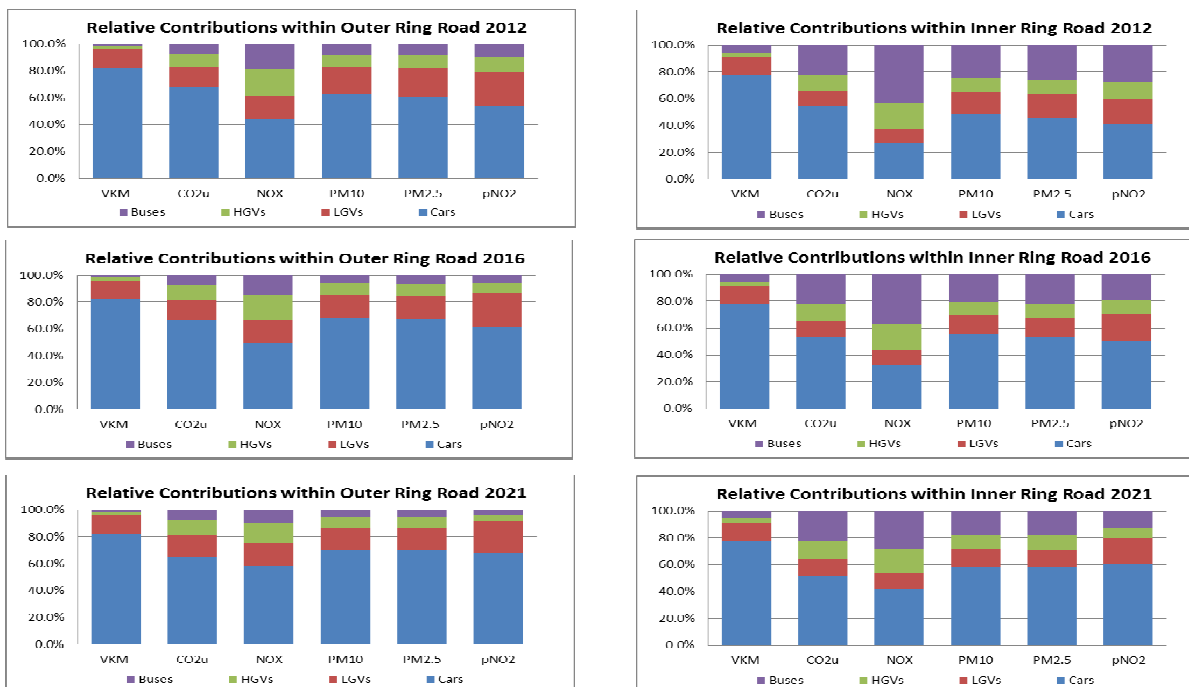 Relative Contributions within Outer Ring Road 2012
100.0%
80.0%
60.0%
40.0%
20.0%
0.0%
VKM CO2u NOX PM10 PM2.5 pNO2
Buses HGVs LGVs Cars
Relative Contributions within Inner Ring Road 2012
100.0%
80.0%
60.0%
40.0%
20.0%
0.0%
VKM CO2u NOX PM10 PM2.5 pNO2
Buses HGVs LGVs Cars
Relative Contributions within Outer Ring Road 2016
100.0%
80.0%
60.0%
40.0%
20.0%
0.0%
VKM CO2u NOX PM10 PM2.5 pNO2
Buses HGVs LGVs Cars
Relative Contributions within Inner Ring Road 2016
100.0%
80.0%
60.0%
40.0%
20.0%
0.0%
VKM CO2u NOX PM10 PM2.5 pNO2
Buses HGVs LGVs Cars
Relative Contributions within Outer Ring Road 2021
100.0%
80.0%
60.0%
40.0%
20.0%
0.0%
VKM CO2u NOX PM10 PM2.5 pNO2
Buses HGVs LGVs Cars
Relative Contributions within Inner Ring Road 2021
100.0%
80.0%
60.0%
40.0%
20.0%
0.0%
VKM CO2u NOX PM10 PM2.5 pNO2
Buses HGVs LGVs Cars